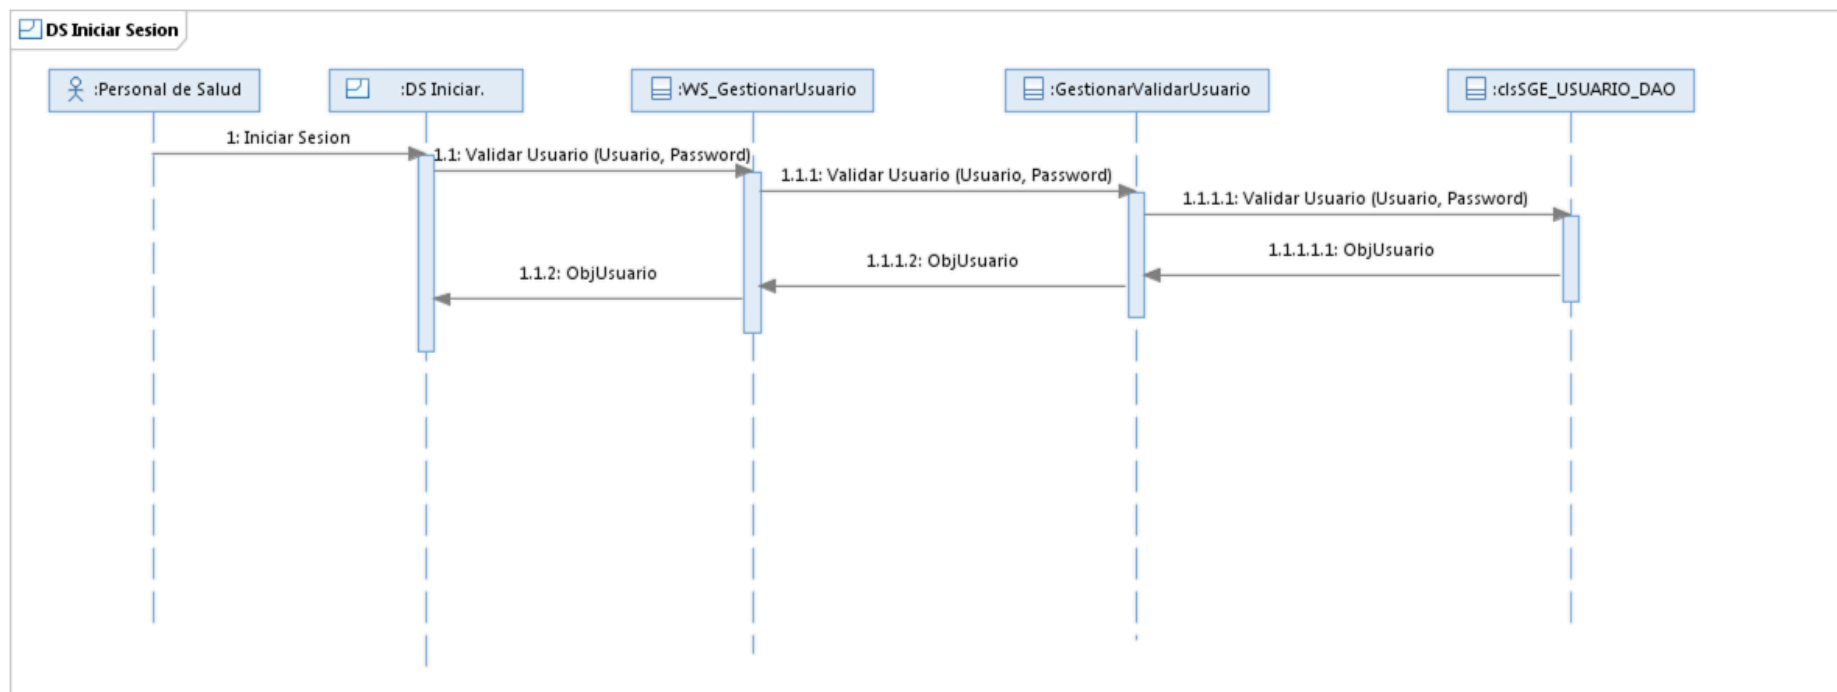 DS Iniciar Sesion
:Personal de Salud
:DS Iniciar.
:WS_GestionarUsuario
:GestionarValidarUsuario
:clsSGE_USUARIO_DAO
1: Iniciar Sesion
1.1: Validar Usuario (Usuario, Password)
1.1.1: Validar Usuario (Usuario, Password)
1.1.1.1: Validar Usuario (Usuario, Password)
1.1.1.1.1: ObjUsuario
1.1.1.2: ObjUsuario
1.1.2: ObjUsuario